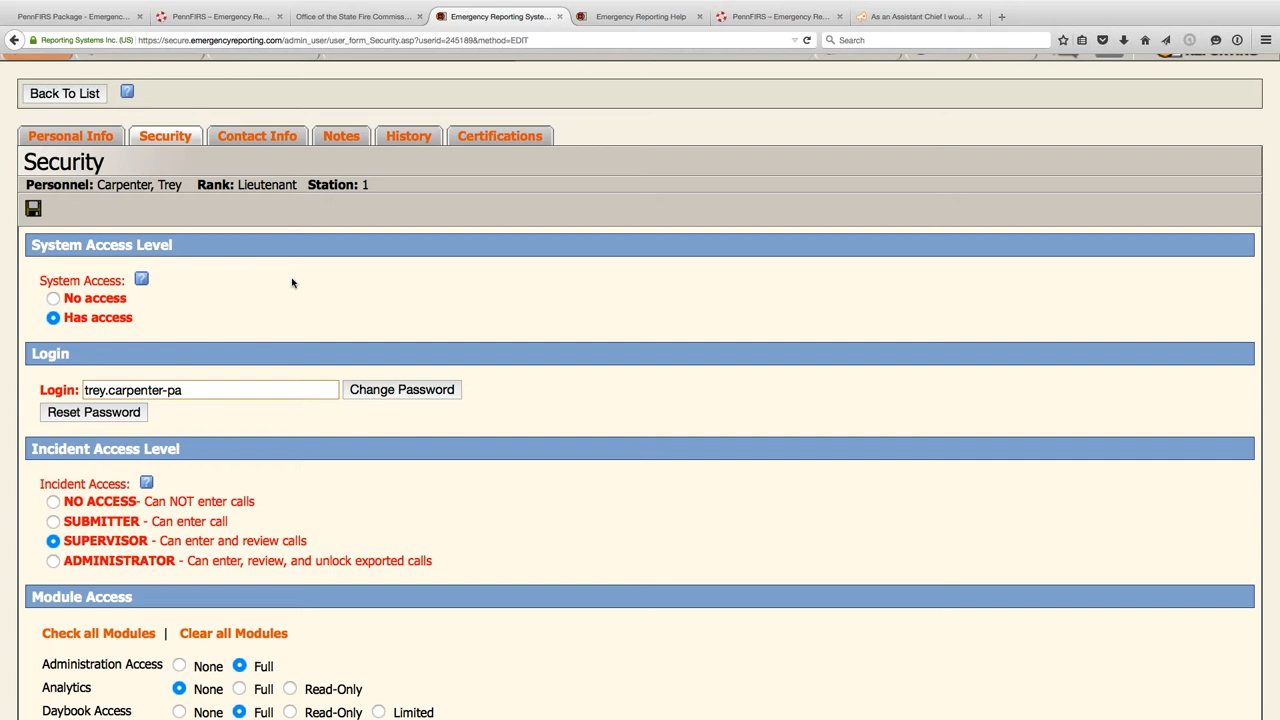 PennFIRS Package - Emergenc...
PennFIRS – Emergency Re...
Office of the State Fire Commiss...
Emergency Reporting Syste...
Emergency Reporting Help
PennFIRS – Emergency Re...
As an Assistant Chief I woul...
Reporting Systems Inc. (US)
https://secure.emergencyreporting.com/admin_user/user_form_Security.asp?userid=245189&method=EDIT
Search
Back To List
Personal Info
Security
Contact Info
Notes
History
Certifications
Security
Personnel: Carpenter, Trey Rank: Lieutenant Station: 1
System Access Level
System Access: ?
No access
Has access
Login
Login: trey.carpenter-pa Change Password
Reset Password
Incident Access Level
Incident Access: ?
NO ACCESS- Can NOT enter calls
SUBMITTER - Can enter call
SUPERVISOR - Can enter and review calls
ADMINISTRATOR - Can enter, review, and unlock exported calls
Module Access
Check all Modules | Clear all Modules
Administration Access None Full
Analytics None Full Read-Only
Daybook Access None Full Read-Only Limited